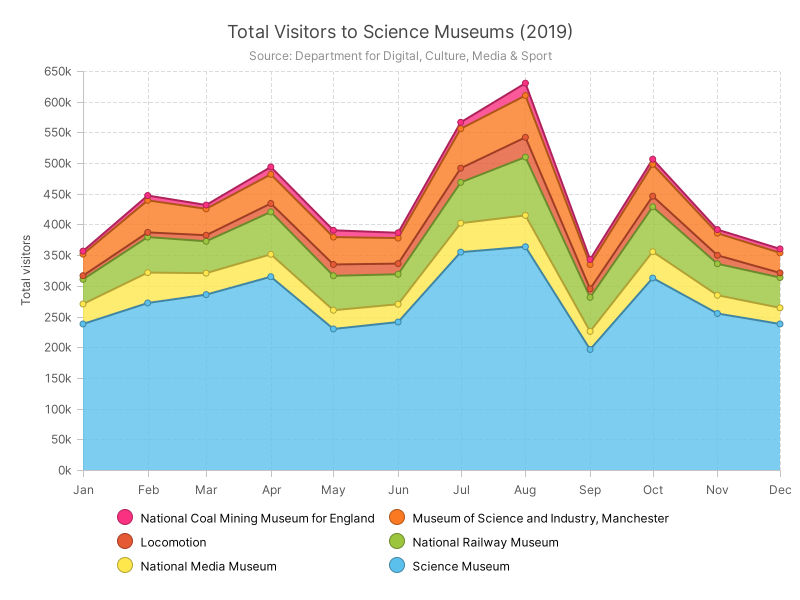 Total Visitors to Science Museums (2019)
Source: Department for Digital, Culture, Media & Sport
Total visitors
650k
600k
550k
500k
450k
400k
350k
300k
250k
200k
150k
100k
50k
0k
Jan Feb Mar Apr May Jun Jul Aug Sep Oct Nov Dec
National Coal Mining Museum for England Museum of Science and Industry, Manchester
Locomotion National Railway Museum
National Media Museum Science Museum